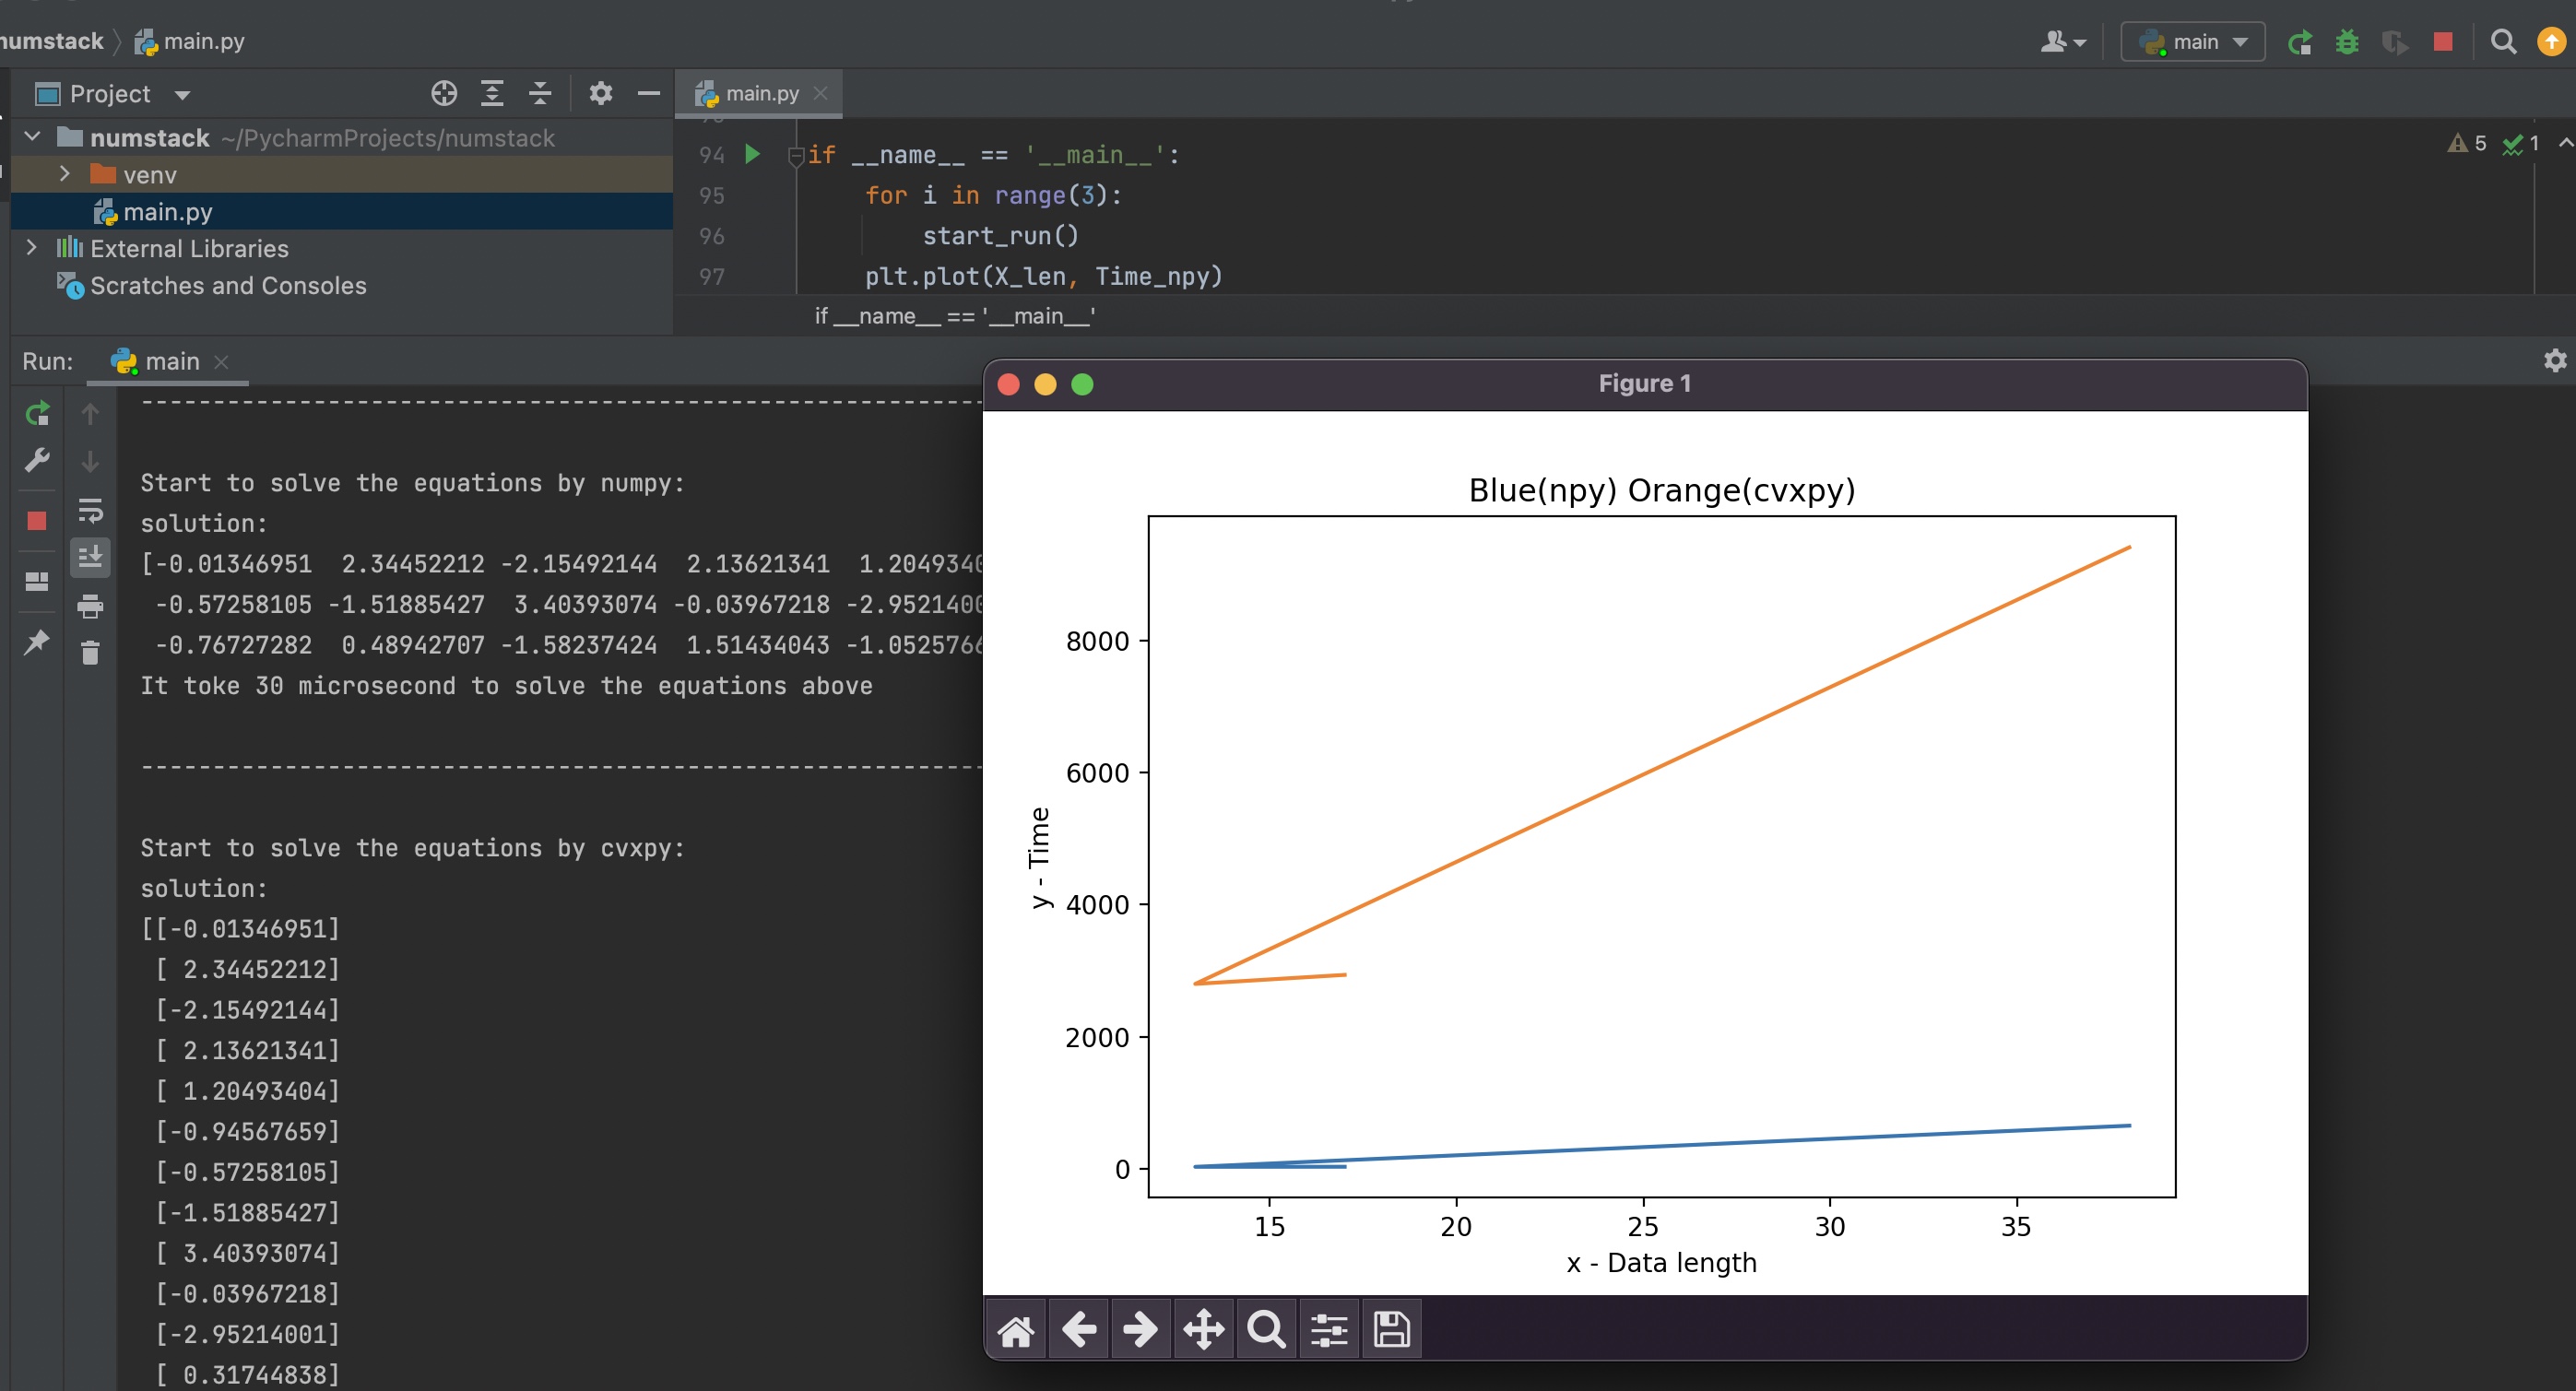 numstack main.py
main
Project
main.py
numstack ~/PycharmProjects/numstack
venv
main.py
External Libraries
Scratches and Consoles
94 if __name__ == '__main__':
95 for i in range(3):
96 start_run()
97 plt.plot(X_len, Time_npy)
if __name__ == '__main__'
5 1
Run: main
--------------------------------------------------------
Start to solve the equations by numpy:
solution:
[-0.01346951 2.34452212 -2.15492144 2.13621341 1.2049340
-0.57258105 -1.51885427 3.40393074 -0.03967218 -2.9521400
-0.76727282 0.48942707 -1.58237424 1.51434043 -1.0525766
It toke 30 microsecond to solve the equations above
--------------------------------------------------------
Start to solve the equations by cvxpy:
solution:
[[-0.01346951]
[ 2.34452212]
[-2.15492144]
[ 2.13621341]
[ 1.20493404]
[-0.94567659]
[-0.57258105]
[-1.51885427]
[ 3.40393074]
[-0.03967218]
[-2.95214001]
[ 0.31744838]
Figure 1
Blue(npy) Orange(cvxpy)
y - Time
8000
6000
4000
2000
0
15 20 25 30 35
x - Data length